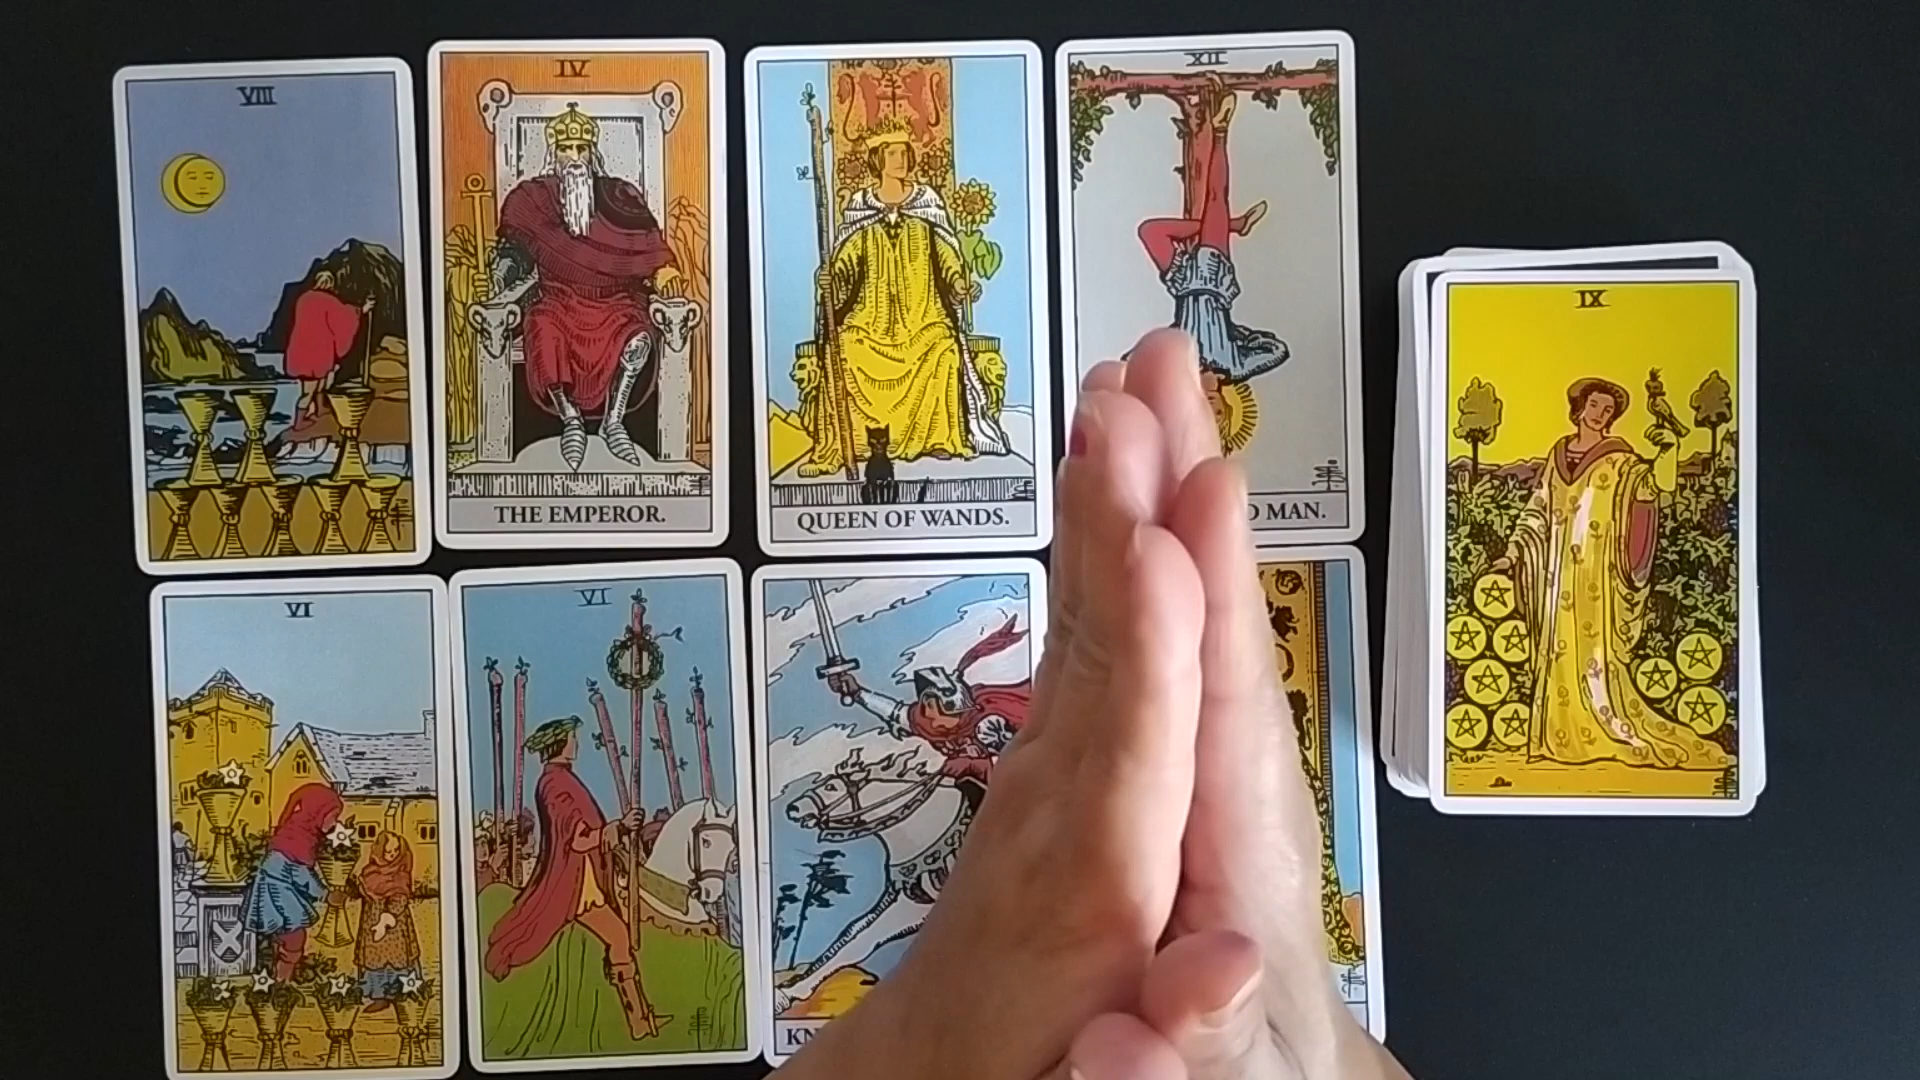 VIII
IV
THE EMPEROR.
QUEEN OF WANDS.
XII
D MAN.
IX
VI
VI
KN